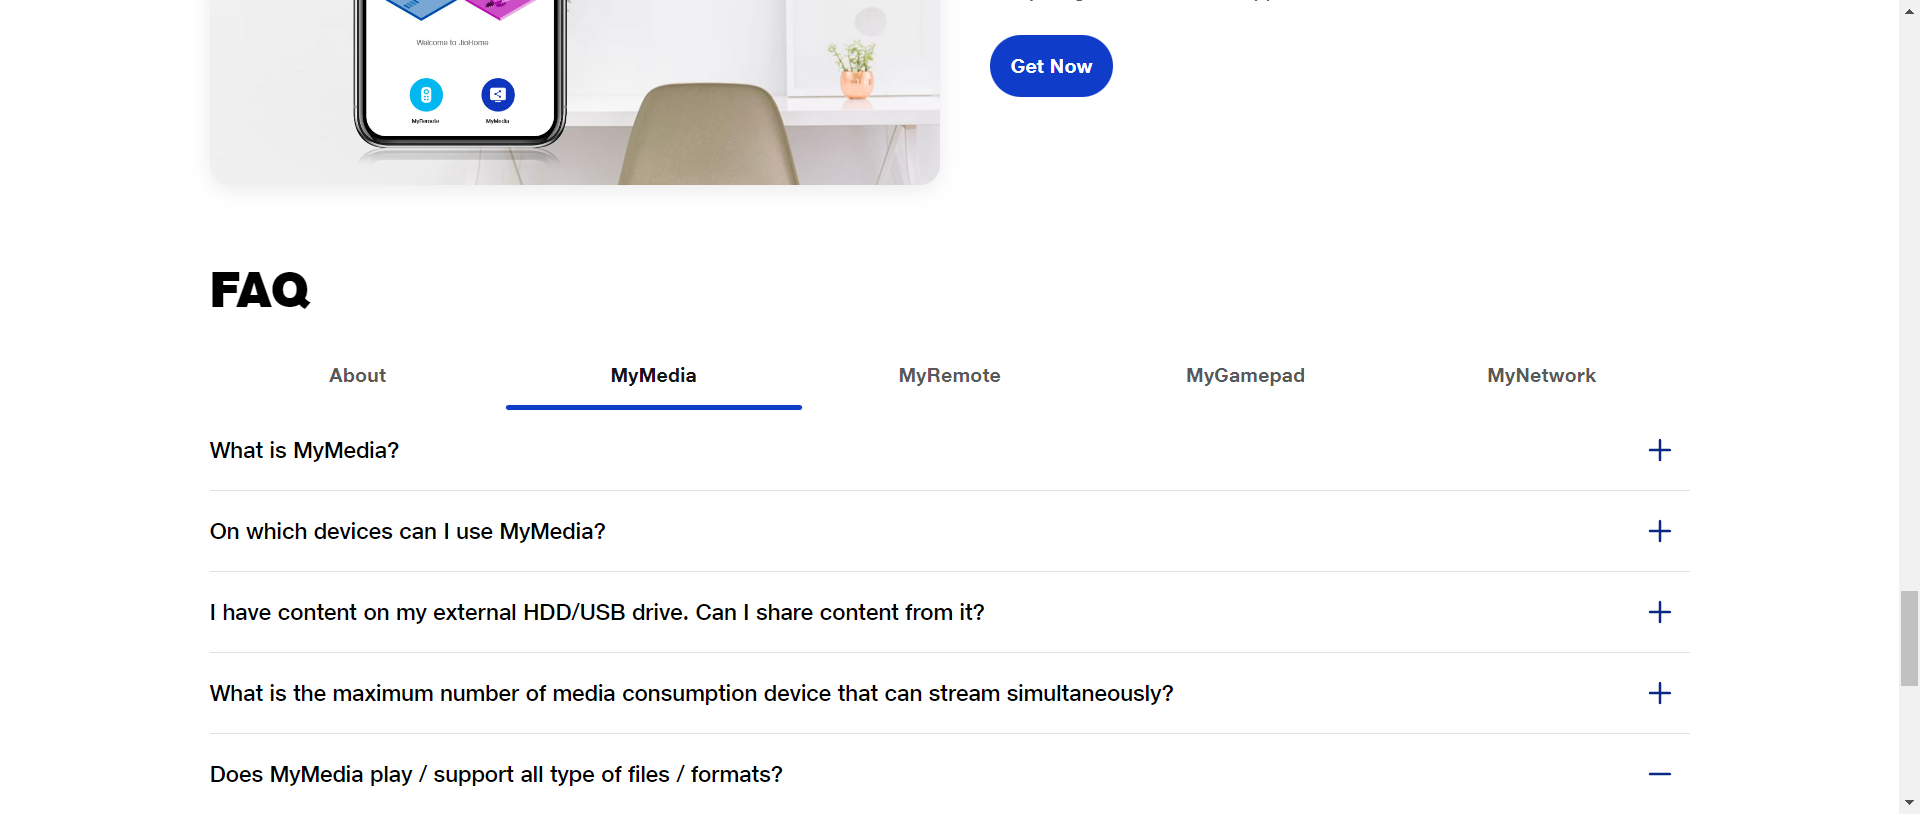 Welcome to JioHome
MyRemote
MyMedia
Get Now
FAQ
About
MyMedia
MyRemote
MyGamepad
MyNetwork
What is MyMedia?
On which devices can I use MyMedia?
I have content on my external HDD/USB drive. Can I share content from it?
What is the maximum number of media consumption device that can stream simultaneously?
Does MyMedia play / support all type of files / formats?